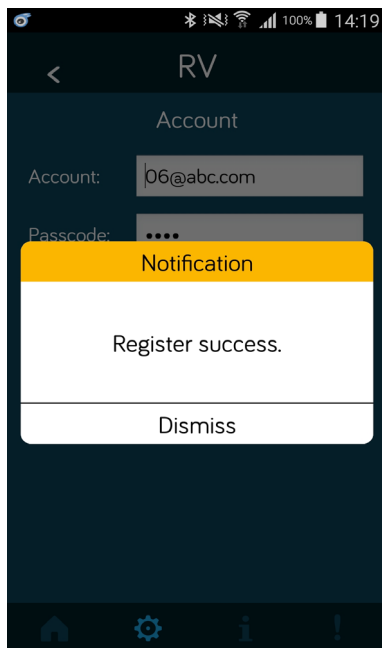 100% 14:19
RV
Account
Account: 06@abc.com
Passcode: ••••
Notification
Register success.
Dismiss